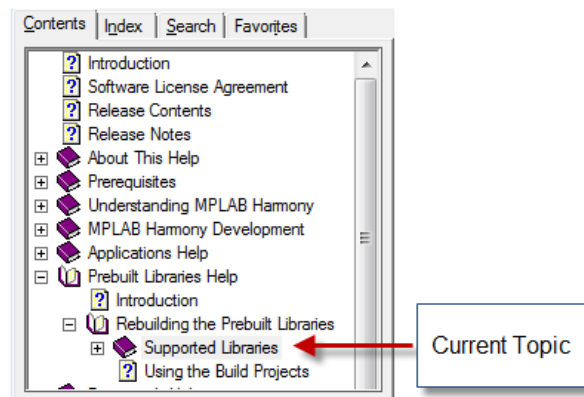 Contents Index Search Favorites
Introduction
Software License Agreement
Release Contents
Release Notes
About This Help
Prerequisites
Understanding MPLAB Harmony
MPLAB Harmony Development
Applications Help
Prebuilt Libraries Help
Introduction
Rebuilding the Prebuilt Libraries
Supported Libraries
Current Topic
Using the Build Projects